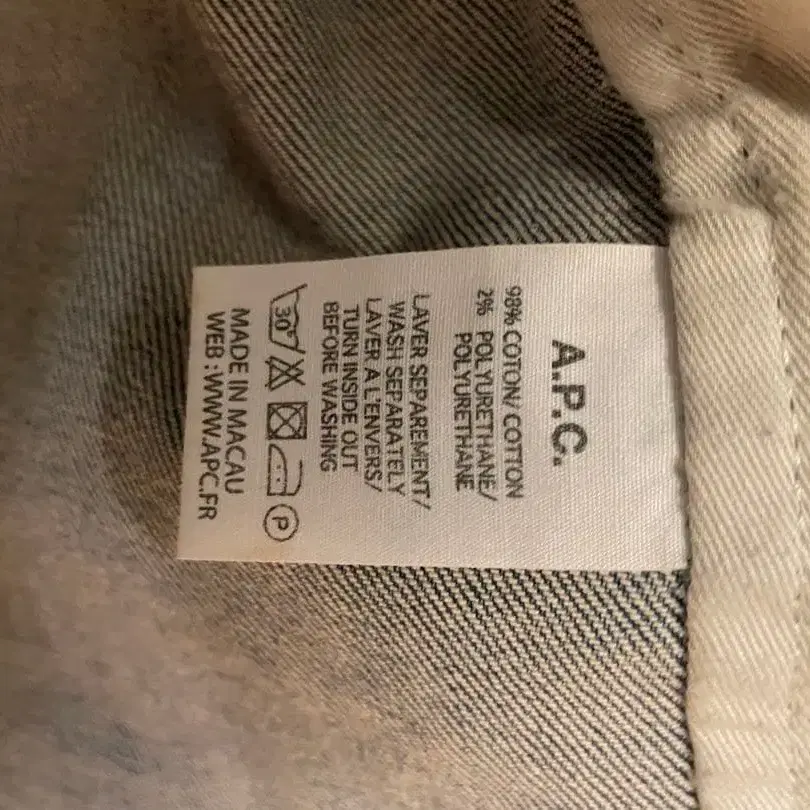 A.P.C.
98% COTON/ COTTON
2% POLYURETHANE/
POLYURETHANE
LAVER SEPAREMENT/
WASH SEPARATELY
LAVER A L'ENVERS/
TURN INSIDE OUT
BEFORE WASHING
30° P
MADE IN MACAU
WEB :WWW.APC.FR